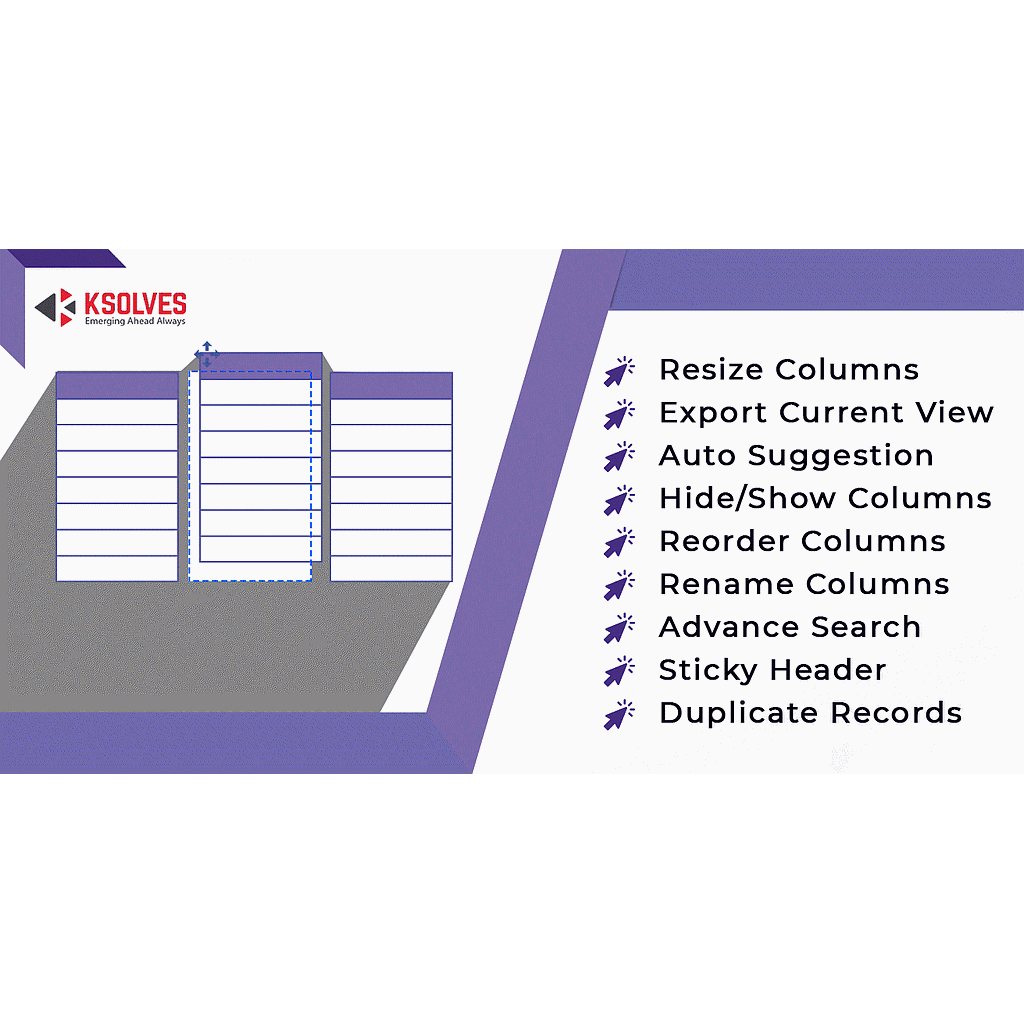 KSOLVES
Emerging Ahead Always
Resize Columns
Export Current View
Auto Suggestion
Hide/Show Columns
Reorder Columns
Rename Columns
Advance Search
Sticky Header
Duplicate Records